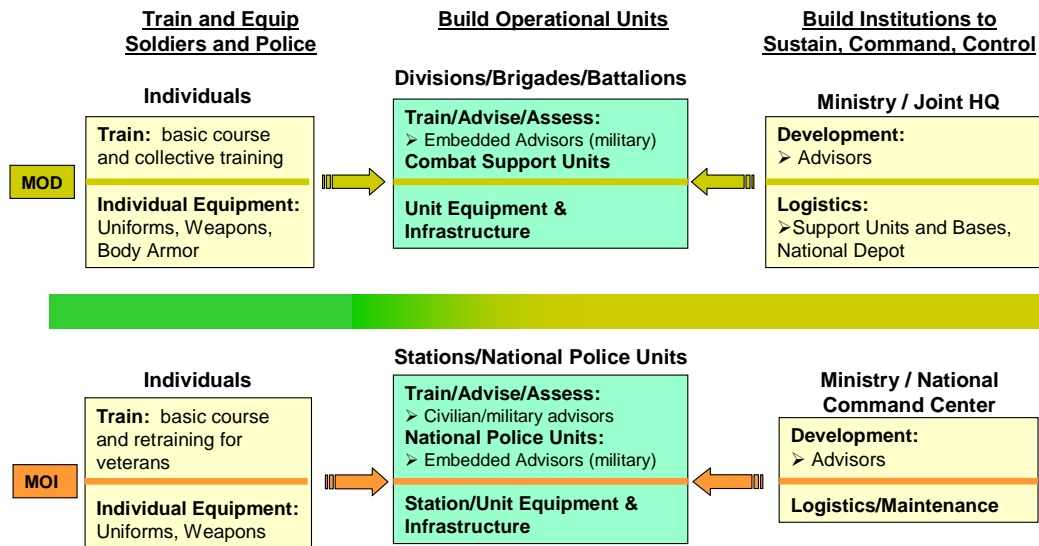 Train and Equip
Soldiers and Police
Build Operational Units
Build Institutions to
Sustain, Command, Control
Individuals
Divisions/Brigades/Battalions
Ministry / Joint HQ
MOD
Train: basic course
and collective training
Individual Equipment:
Uniforms, Weapons,
Body Armor
Train/Advise/Assess:
➢ Embedded Advisors (military)
Combat Support Units
Unit Equipment &
Infrastructure
Development:
➢ Advisors
Logistics:
➢Support Units and Bases,
National Depot
Individuals
Stations/National Police Units
Ministry / National
Command Center
MOI
Train: basic course
and retraining for
veterans
Individual Equipment:
Uniforms, Weapons
Train/Advise/Assess:
➢ Civilian/military advisors
National Police Units:
➢ Embedded Advisors (military)
Station/Unit Equipment &
Infrastructure
Development:
➢ Advisors
Logistics/Maintenance